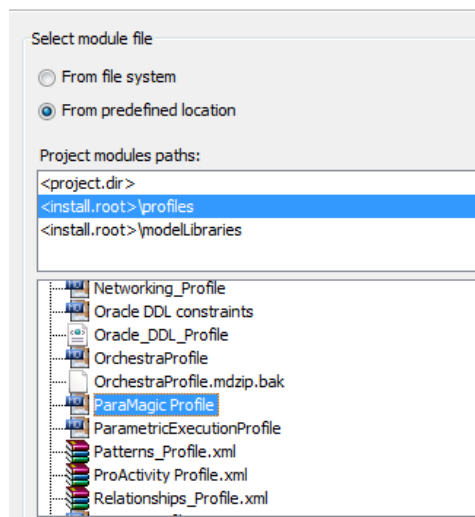 Select module file
From file system
From predefined location
Project modules paths:
<project.dir>
<install.root>\profiles
<install.root>\modelLibraries
Networking_Profile
Oracle DDL constraints
Oracle_DDL_Profile
OrchestraProfile
OrchestraProfile.mdzip.bak
ParaMagic Profile
ParametricExecutionProfile
Patterns_Profile.xml
ProActivity Profile.xml
Relationships_Profile.xml